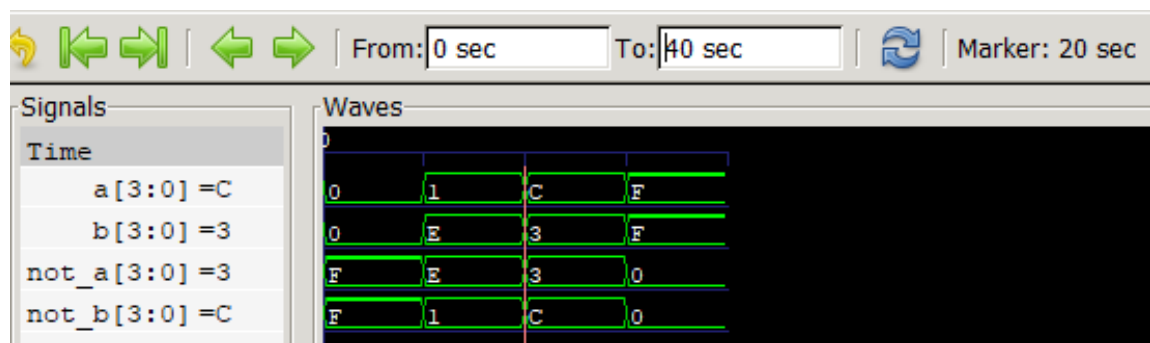 From: 0 sec To: 40 sec Marker: 20 sec
Signals Waves
Time 0
a[3:0] =C 0 1 C F
b[3:0] =3 0 E 3 F
not_a[3:0] =3 F E 3 0
not_b[3:0] =C F 1 C 0